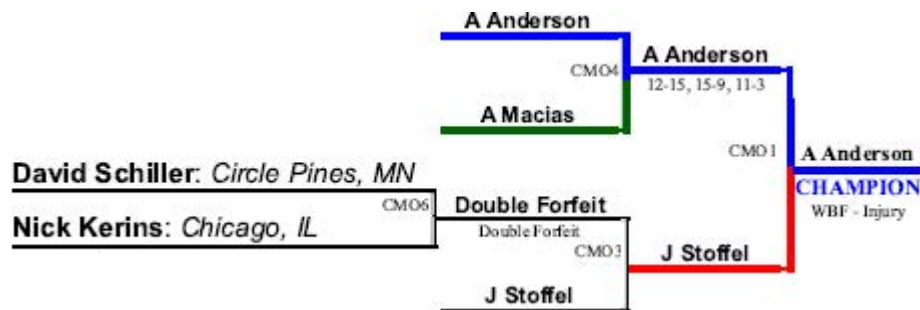 A Anderson
CMO4
A Anderson
12-15, 15-9, 11-3
A Macias
CMO1
A Anderson
CHAMPION
WBF - Injury
David Schiller: Circle Pines, MN
CMO6
Nick Kerins: Chicago, IL
Double Forfeit
Double Forfeit
CMO3
J Stoffel
J Stoffel